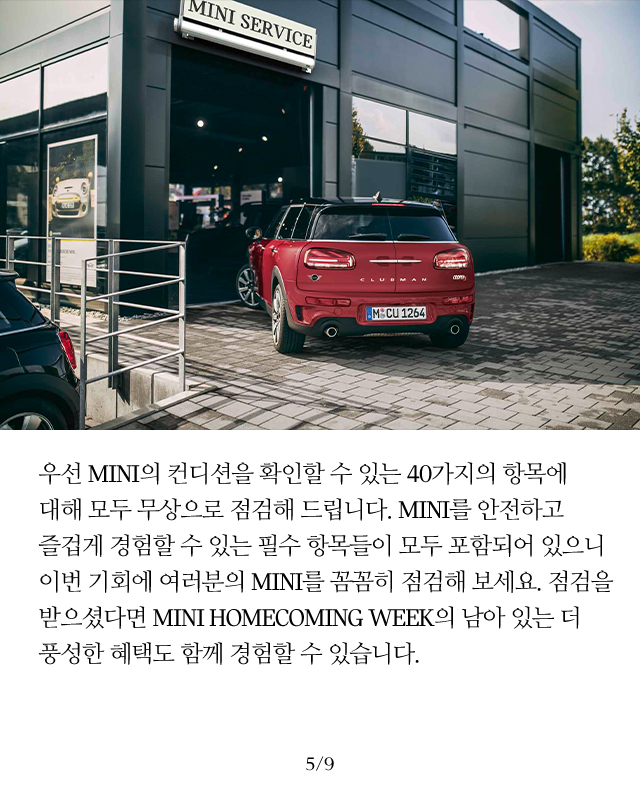 MINI SERVICE
CLUBMAN
M CU 1264
우선 MINI의 컨디션을 확인할 수 있는 40가지의 항목에
대해 모두 무상으로 점검해 드립니다. MINI를 안전하고
즐겁게 경험할 수 있는 필수 항목들이 모두 포함되어 있으니
이번 기회에 여러분의 MINI를 꼼꼼히 점검해 보세요. 점검을
받으셨다면 MINI HOMECOMING WEEK의 남아 있는 더
풍성한 혜택도 함께 경험할 수 있습니다.
5/9